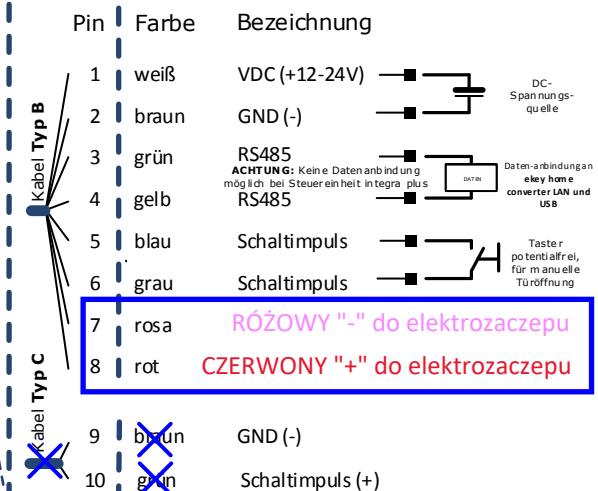 Pin Farbe Bezeichnung
1 weiß VDC (+12-24V)
DC-
Spannungs-
quelle
2 braun GND (-)
3 grün RS485
ACHTUNG: Keine Datenanbindung
möglich bei Steuereinheit integra plus
DATEN
Daten-anbindung an
ekey home
converter LAN und
USB
4 gelb RS485
5 blau Schaltimpuls
Taster
potentialfrei,
für manuelle
Türöffnung
6 grau Schaltimpuls
7 rosa RÓŻOWY "-" do elektrozaczepu
8 rot CZERWONY "+" do elektrozaczepu
Kabel Typ B
9 braun GND (-)
10 grün Schaltimpuls (+)
Kabel Typ C